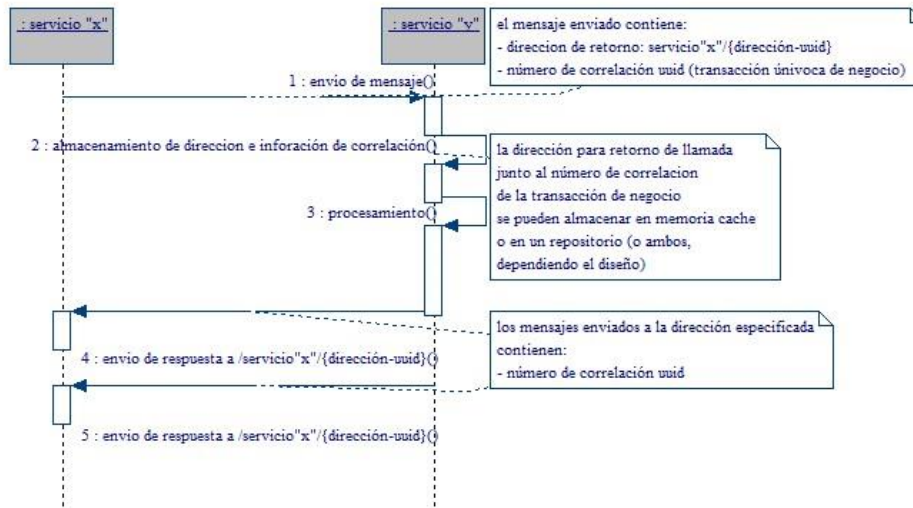 : servicio "x"
: servicio "y"
el mensaje enviado contiene:
- direccion de retorno: servicio"x"/{dirección-uuid}
- número de correlación uuid (transacción únivoca de negocio)
1 : envío de mensaje()
2 : almacenamiento de direccion e inforación de correlación()
la dirección para retorno de llamada
junto al número de correlacion
de la transacción de negocio
se pueden almacenar en memoria cache
o en un repositorio (o ambos,
dependiendo el diseño)
3 : procesamiento()
los mensajes enviados a la dirección especificada
contienen:
- número de correlación uuid
4 : envio de respuesta a /servicio"x"/{dirección-uuid}()
5 : envio de respuesta a /servicio"x"/{dirección-uuid}()